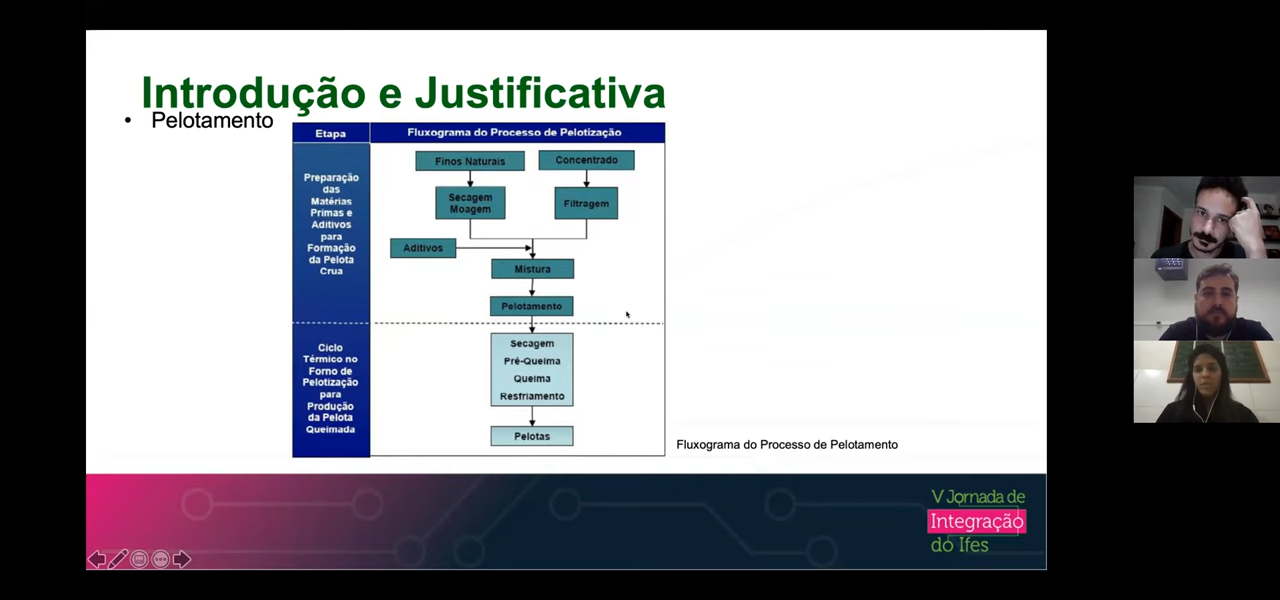 Introdução e Justificativa
• Pelotamento
Etapa
Fluxograma do Processo de Pelotização
Preparação
das
Matérias
Primas e
Aditivos
para
Formação
da Pelota
Crua
Finos Naturais
Concentrado
Secagem
Moagem
Filtragem
Aditivos
Mistura
Pelotamento
Ciclo
Térmico no
Forno de
Pelotização
para
Produção
da Pelota
Queimada
Secagem
Pré-Queima
Queima
Resfriamento
Pelotas
Fluxograma do Processo de Pelotamento
V Jornada de
Integração
do Ifes